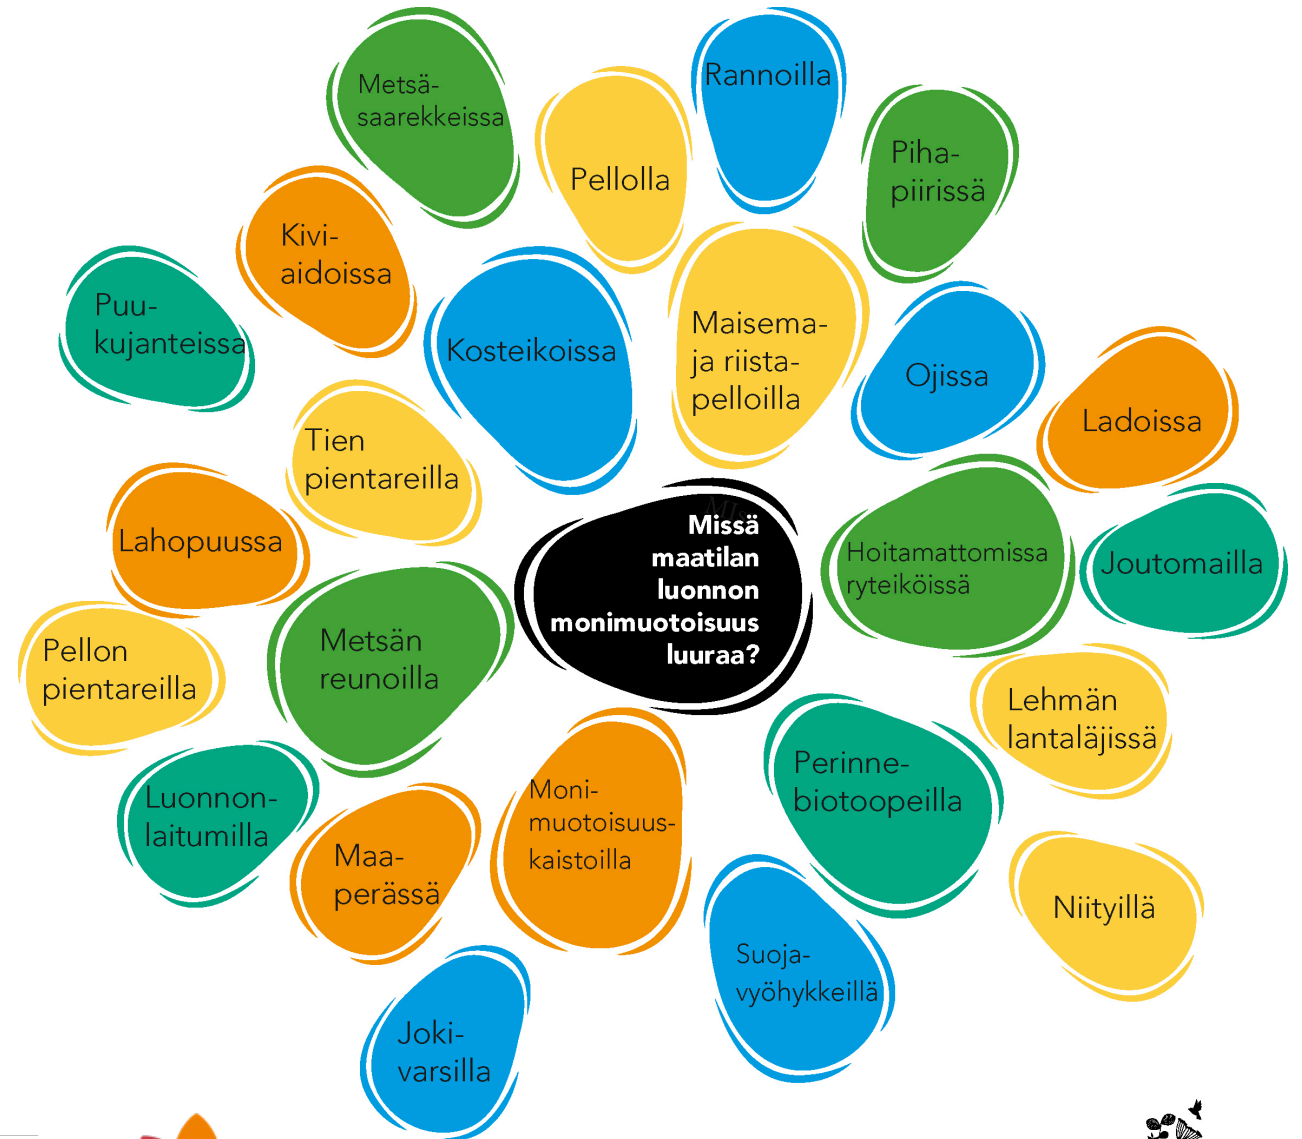 Metsä-
saarekkeissa
Pellolla
Rannoilla
Piha-
piirissä
Kivi-
aidoissa
Puu-
kujanteissa
Kosteikoissa
Maisema-
ja riista-
pelloilla
Ojissa
Ladoissa
Tien
pientareilla
Lahopuussa
Missä
maatilan
luonnon
monimuotoisuus
luuraa?
Hoitamattomissa
ryteiköissä
Joutomailla
Pellon
pientareilla
Metsän
reunoilla
Lehmän
lantaläjissä
Luonnon-
laitumilla
Maa-
perässä
Moni-
muotoisuus-
kaistoilla
Perinne-
biotoopeilla
Niityillä
Suoja-
vyöhykkeillä
Joki-
varsilla